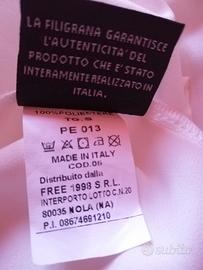 LA FILIGRANA GARANTISCE
L'AUTENTICITA' DEL
PRODOTTO CHE E' STATO
INTERAMENTE REALIZZATO IN
ITALIA.
100%POLIESTERE
TG.S
PE 013
MADE IN ITALY
COD.06
Distribuito dalla
FREE 1998 S.R.L.
INTERPORTO LOTTO C.N.20
80035 NOLA (NA)
P.I. 08674691210
subito